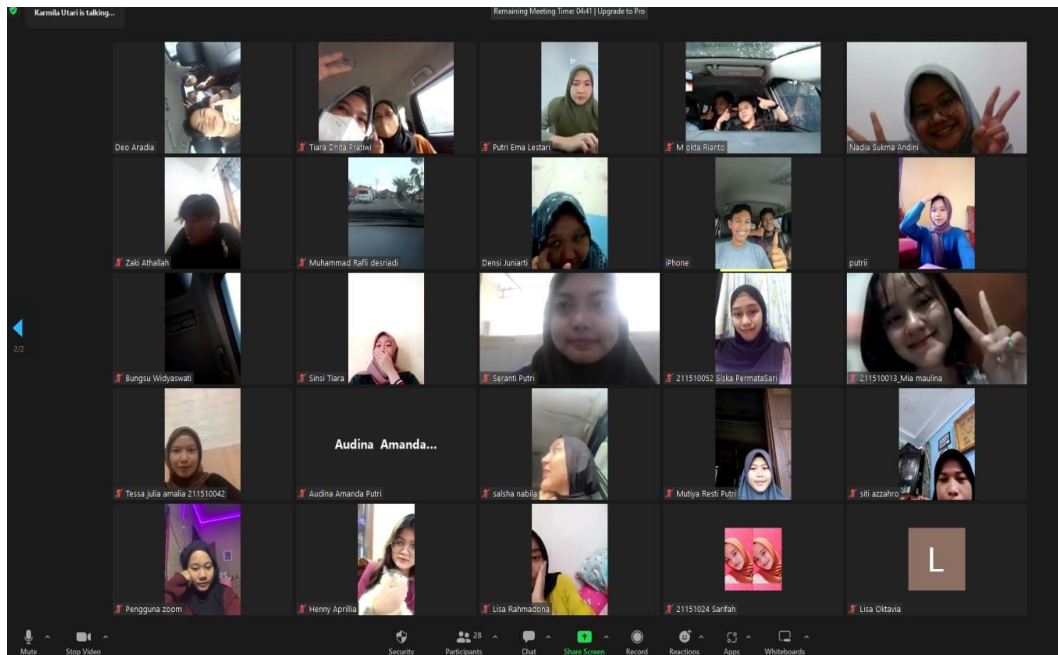 Karmila Utari is talking...
Remaining Meeting Time: 04:41 | Upgrade to Pro
Deo Aradia
Tiara Dhita Pratiwi
Putri Ema Lestari
M okta Rianto
Nadia Sukma Andini
Zaki Athallah
Muhammad Rafli desriadi
Densi Juniarti
iPhone
putrii
2/2
Bungsu Widyaswati
Sinsi Tiara
Seranti Putri
211510052 Siska PermataSari
211510013_Mia maulina
Tessa julia amalia 211510042
Audina Amanda...
Audina Amanda Putri
salsha nabila
Mutiya Resti Putri
siti azzahro
Pengguna zoom
Henny Aprillia
Lisa Rahmadona
21151024 Sarifah
L
Lisa Oktavia
Mute
Stop Video
Security
Participants
28
Chat
Share Screen
Record
Reactions
Apps
Whiteboards